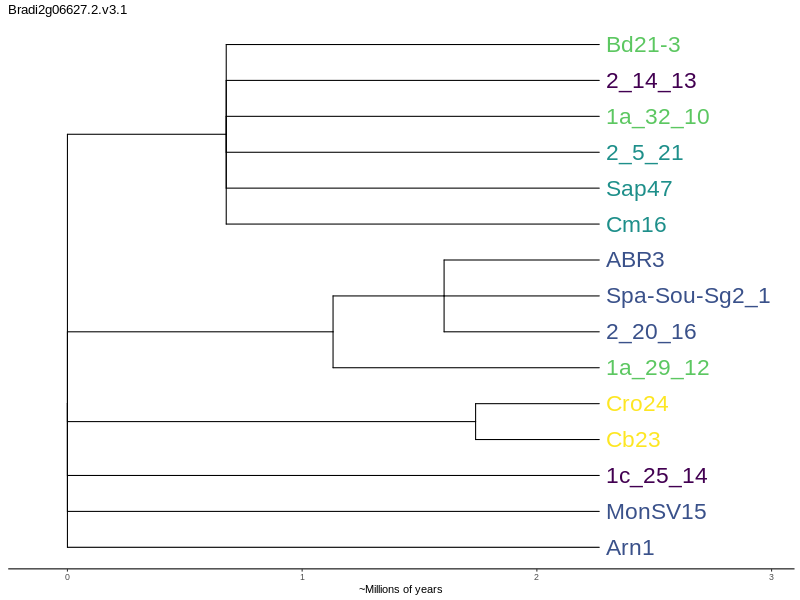 Bradi2g06627.2.v3.1
Bd21-3
2_14_13
1a_32_10
2_5_21
Sap47
Cm16
ABR3
Spa-Sou-Sg2_1
2_20_16
1a_29_12
Cro24
Cb23
1c_25_14
MonSV15
Arn1
0 1 2 3
~Millions of years